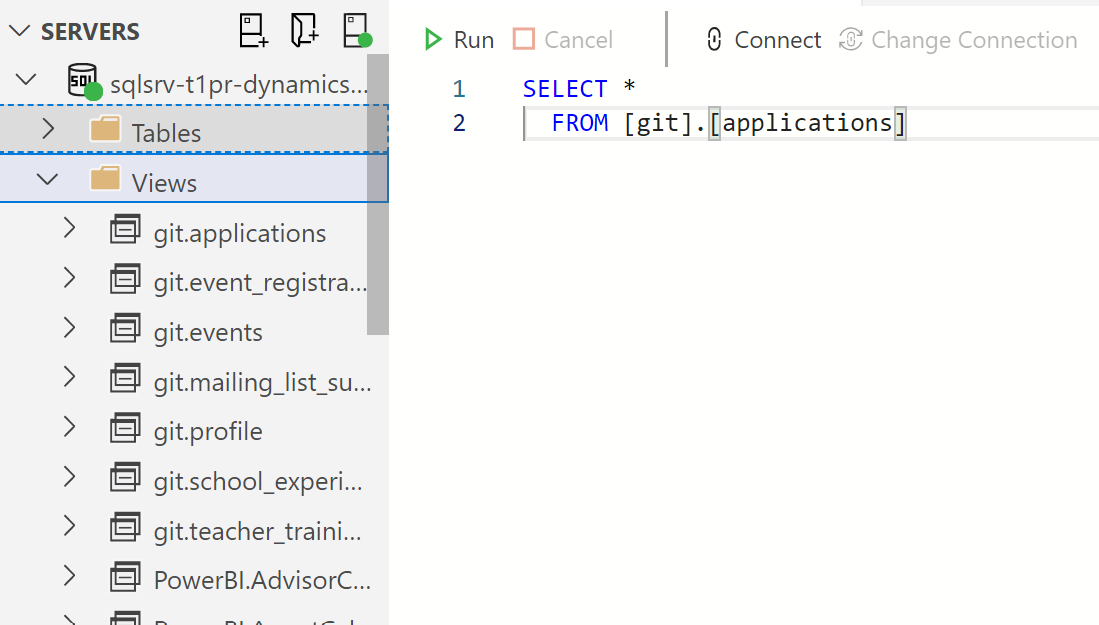 SERVERS
sqlsrv-t1pr-dynamics...
Tables
Views
git.applications
git.event_registra...
git.events
git.mailing_list_su...
git.profile
git.school_experi...
git.teacher_traini...
PowerBI.AdvisorC...
Run Cancel Connect Change Connection
1 SELECT *
2 FROM [git].[applications]